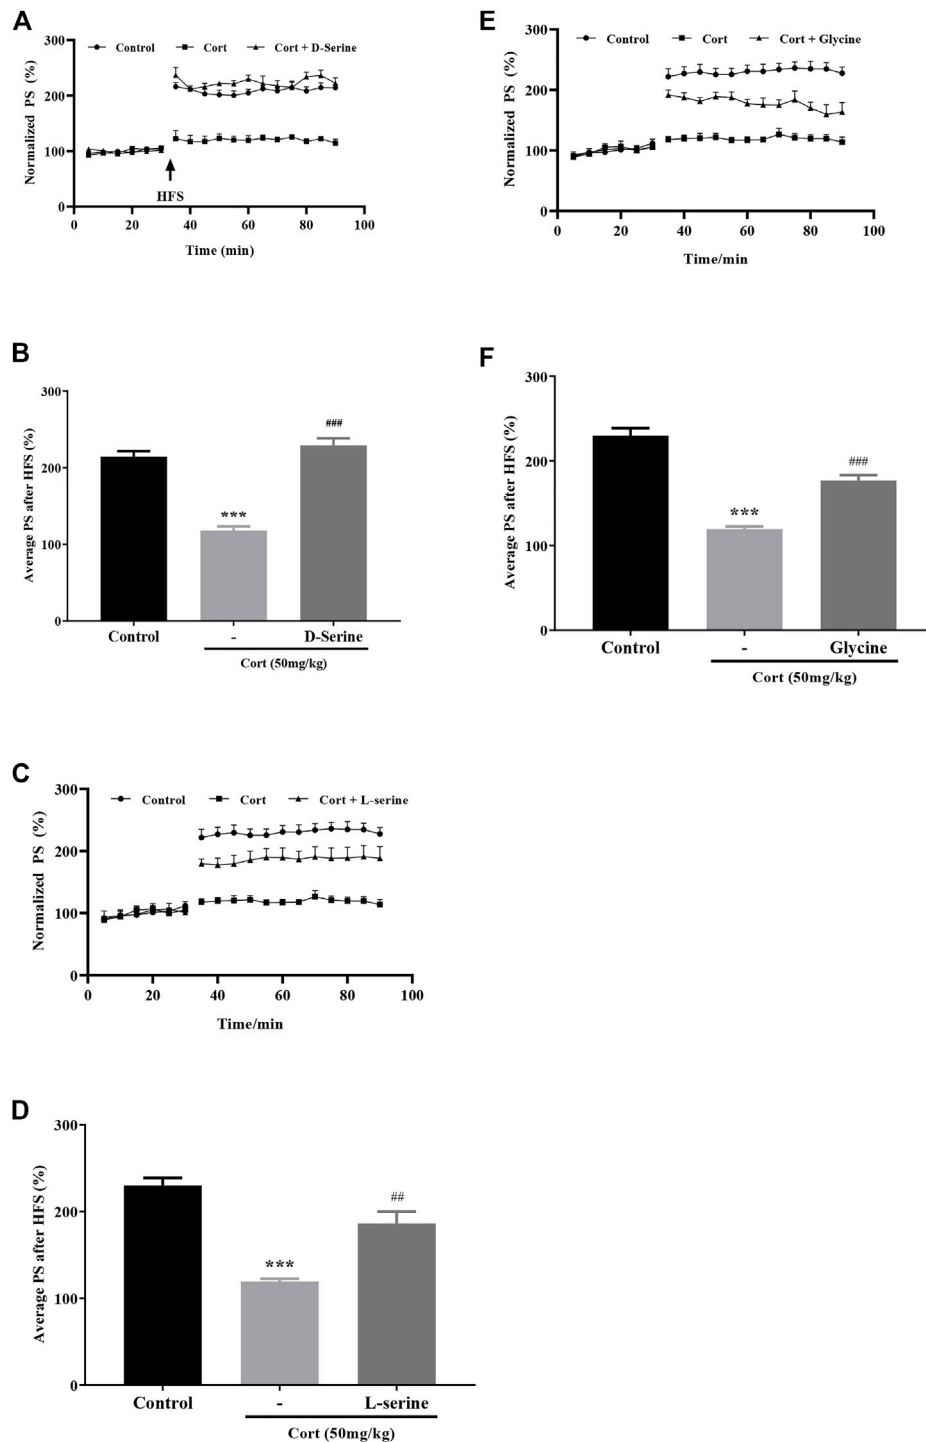 A
Control Cort Cort + D-Serine
Normalized PS (%)
300
200
100
0
HFS
0 20 40 60 80 100
Time (min)
B
Average PS after HFS (%)
300
200
100
0
***
###
Control - D-Serine
Cort (50mg/kg)
C
Control Cort Cort + L-serine
Normalized PS (%)
300
200
100
0
0 20 40 60 80 100
Time/min
D
Average PS after HFS (%)
300
200
100
0
***
##
Control - L-serine
Cort (50mg/kg)
E
Control Cort Cort + Glycine
Normalized PS (%)
300
200
100
0
0 20 40 60 80 100
Time/min
F
Average PS after HFS (%)
300
200
100
0
***
###
Control - Glycine
Cort (50mg/kg)